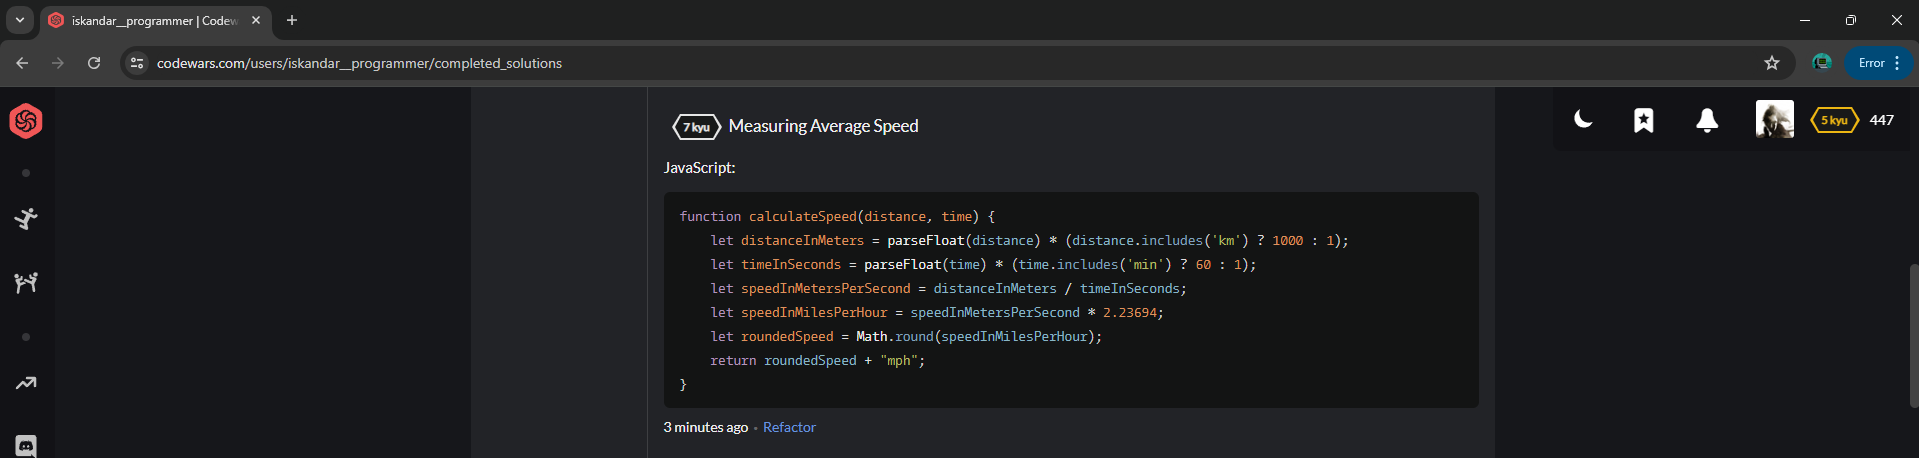 iskandar__programmer | Codew
codewars.com/users/iskandar__programmer/completed_solutions
Error
7 kyu Measuring Average Speed
5 kyu 447
JavaScript:
function calculateSpeed(distance, time) {
    let distanceInMeters = parseFloat(distance) * (distance.includes('km') ? 1000 : 1);
    let timeInSeconds = parseFloat(time) * (time.includes('min') ? 60 : 1);
    let speedInMetersPerSecond = distanceInMeters / timeInSeconds;
    let speedInMilesPerHour = speedInMetersPerSecond * 2.23694;
    let roundedSpeed = Math.round(speedInMilesPerHour);
    return roundedSpeed + "mph";
}
3 minutes ago • Refactor